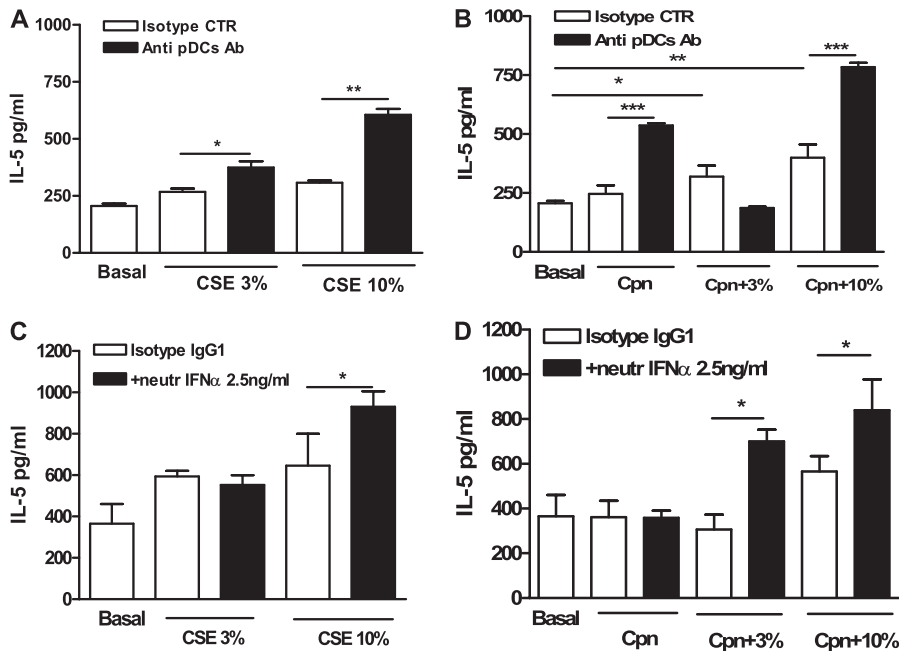 A
1000
750
500
250
0
IL-5 pg/ml
Isotype CTR
Anti pDCs Ab
*
**
Basal
CSE 3%
CSE 10%
B
1000
750
500
250
0
IL-5 pg/ml
Isotype CTR
Anti pDCs Ab
***
**
*
***
Basal
Cpn
Cpn+3%
Cpn+10%
C
1200
1000
800
600
400
200
0
IL-5 pg/ml
Isotype IgG1
+neutr IFNα 2.5ng/ml
*
Basal
CSE 3%
CSE 10%
D
1200
1000
800
600
400
200
0
IL-5 pg/ml
Isotype IgG1
+neutr IFNα 2.5ng/ml
*
*
Basal
Cpn
Cpn+3%
Cpn+10%